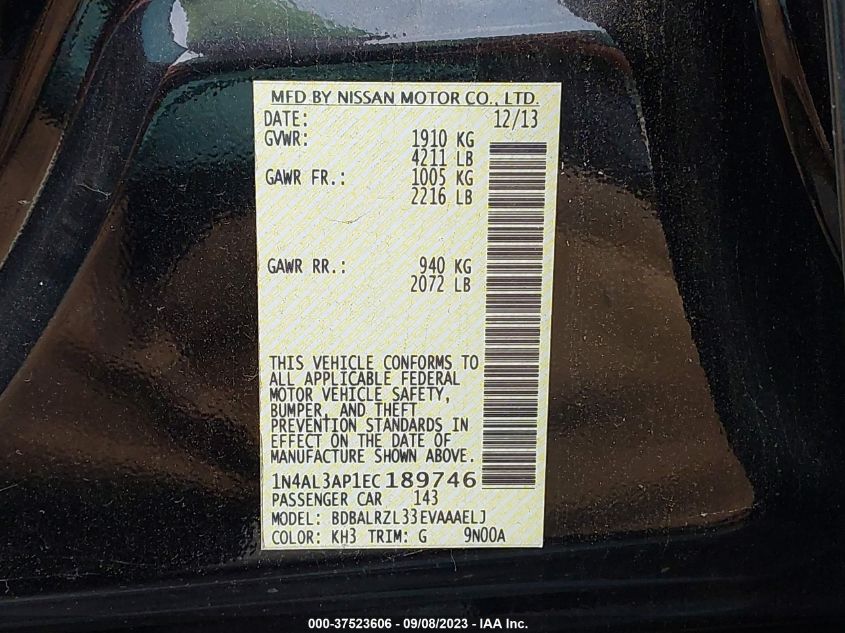 MFD BY NISSAN MOTOR CO., LTD.
DATE: 12/13
GVWR: 1910 KG
4211 LB
GAWR FR.: 1005 KG
2216 LB
GAWR RR.: 940 KG
2072 LB
THIS VEHICLE CONFORMS TO
ALL APPLICABLE FEDERAL
MOTOR VEHICLE SAFETY,
BUMPER, AND THEFT
PREVENTION STANDARDS IN
EFFECT ON THE DATE OF
MANUFACTURE SHOWN ABOVE.
1N4AL3AP1EC 189746
PASSENGER CAR 143
MODEL: BDBALRZL33EVAAAELJ
COLOR: KH3 TRIM: G 9N00A
000-37523606 - 09/08/2023 - IAA Inc.